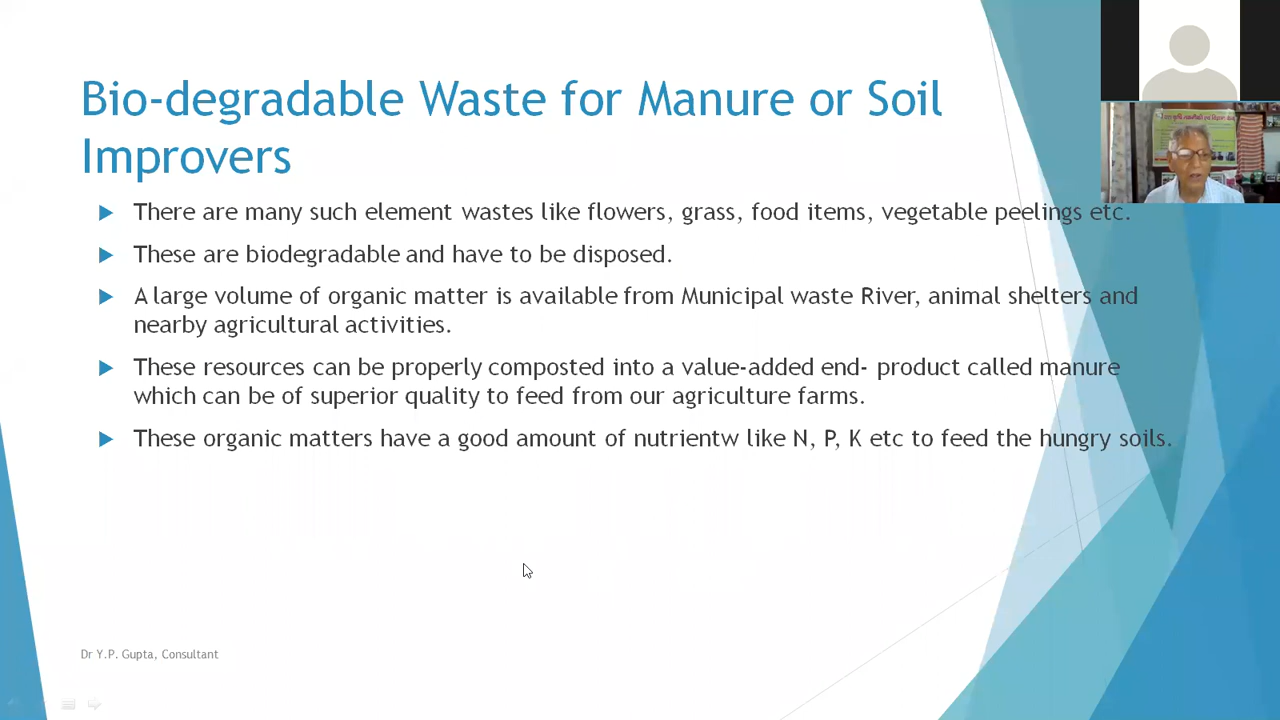 Bio-degradable Waste for Manure or Soil
Improvers
There are many such element wastes like flowers, grass, food items, vegetable peelings etc.
These are biodegradable and have to be disposed.
A large volume of organic matter is available from Municipal waste River, animal shelters and
nearby agricultural activities.
These resources can be properly composted into a value-added end- product called manure
which can be of superior quality to feed from our agriculture farms.
These organic matters have a good amount of nutrientw like N, P, K etc to feed the hungry soils.
Dr Y.P. Gupta, Consultant